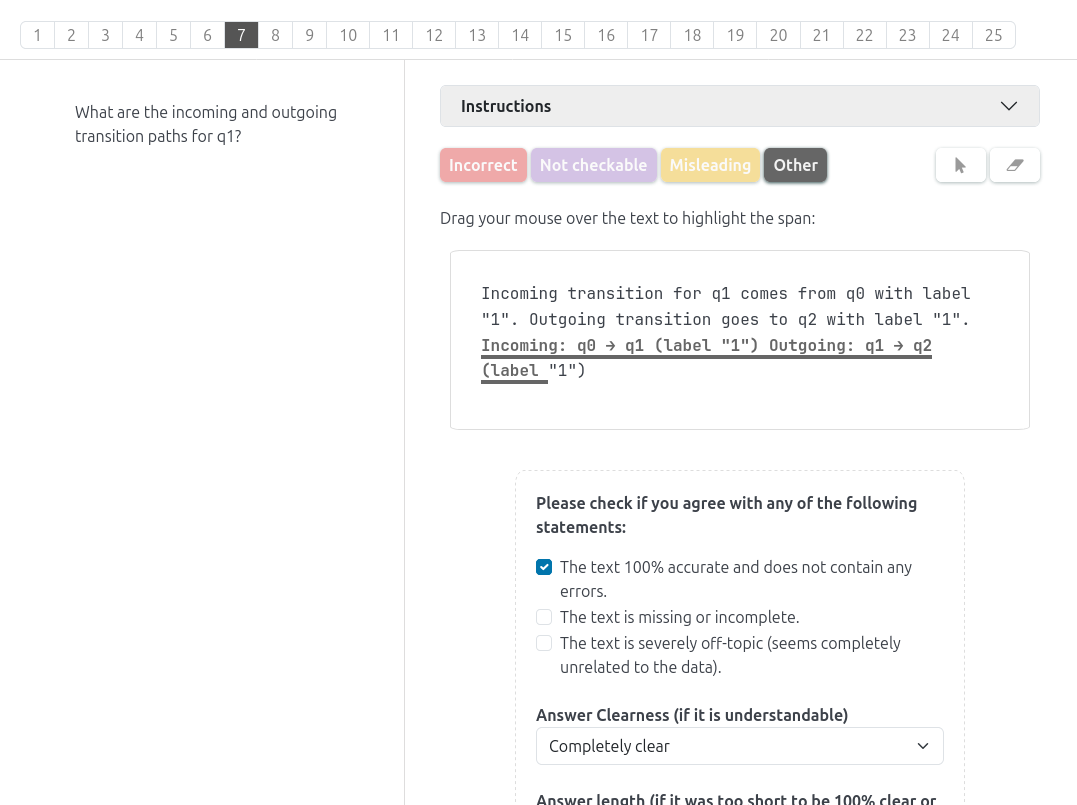 1 2 3 4 5 6 7 8 9 10 11 12 13 14 15 16 17 18 19 20 21 22 23 24 25
What are the incoming and outgoing
transition paths for q1?
Instructions
Incorrect Not checkable Misleading Other
Drag your mouse over the text to highlight the span:
Incoming transition for q1 comes from q0 with label
"1". Outgoing transition goes to q2 with label "1".
Incoming: q0 → q1 (label "1") Outgoing: q1 → q2
(label "1")
Please check if you agree with any of the following
statements:
The text 100% accurate and does not contain any
errors.
The text is missing or incomplete.
The text is severely off-topic (seems completely
unrelated to the data).
Answer Clearness (if it is understandable)
Completely clear
Answer length (if it was too short to be 100% clear or